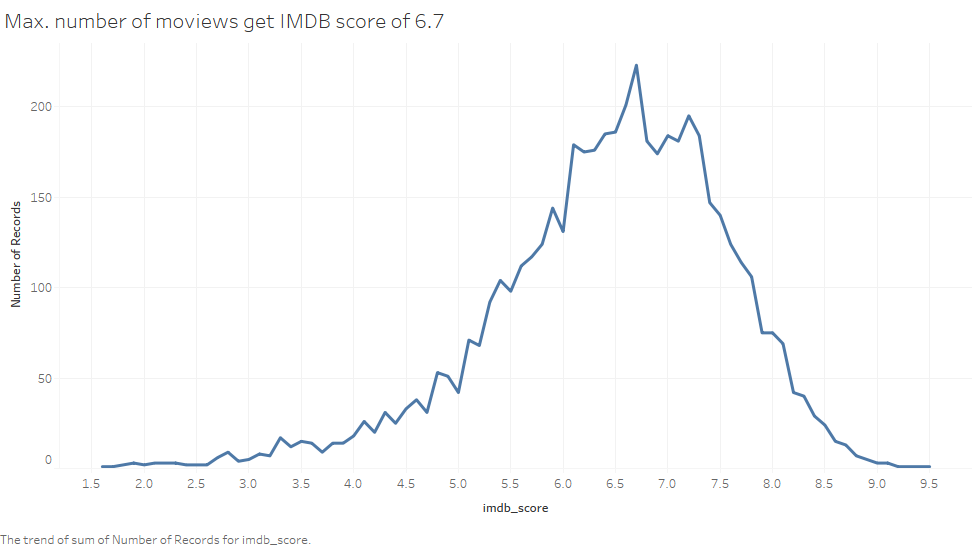 Max. number of moviews get IMDB score of 6.7
200
150
100
50
0
Number of Records
1.5 2.0 2.5 3.0 3.5 4.0 4.5 5.0 5.5 6.0 6.5 7.0 7.5 8.0 8.5 9.0 9.5
imdb_score
The trend of sum of Number of Records for imdb_score.